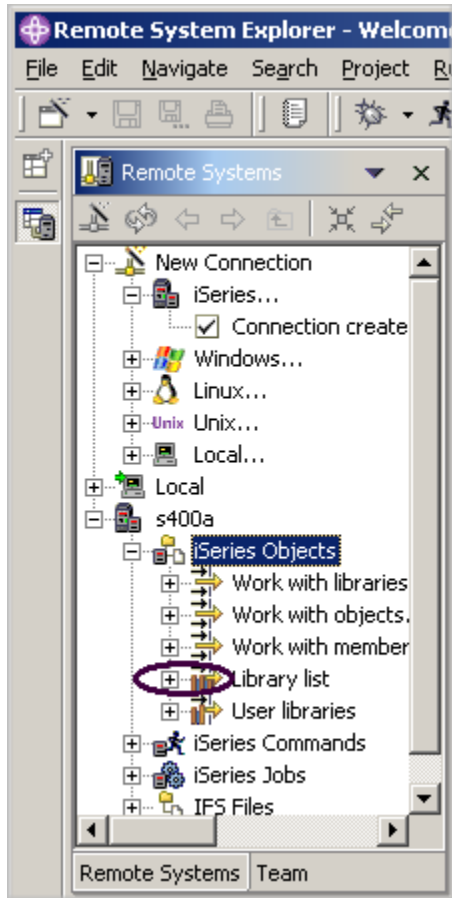 Remote System Explorer - Welcom
File Edit Navigate Search Project R
Remote Systems
New Connection
iSeries...
Connection create
Windows...
Linux...
Unix Unix...
Local...
Local
s400a
iSeries Objects
Work with libraries
Work with objects.
Work with member
Library list
User libraries
iSeries Commands
iSeries Jobs
IFS Files
Remote Systems Team